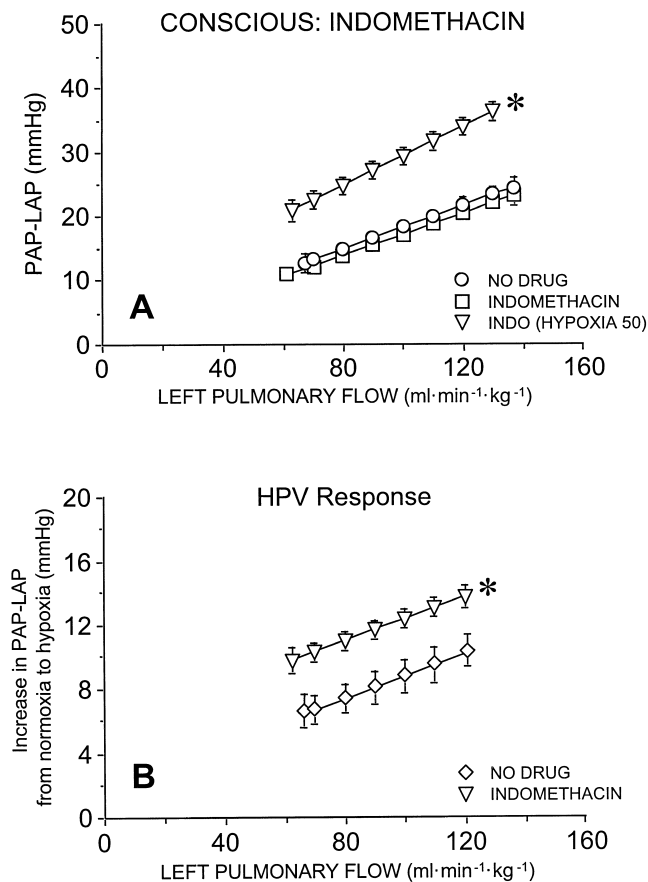 CONSCIOUS: INDOMETHACIN
PAP-LAP (mmHg)
50
40
30
20
10
0
A
*
NO DRUG
INDOMETHACIN
INDO (HYPOXIA 50)
0 40 80 120 160
LEFT PULMONARY FLOW (ml·min⁻¹·kg⁻¹)
HPV Response
Increase in PAP-LAP
from normoxia to hypoxia (mmHg)
20
16
12
8
4
0
B
*
NO DRUG
INDOMETHACIN
0 40 80 120 160
LEFT PULMONARY FLOW (ml·min⁻¹·kg⁻¹)